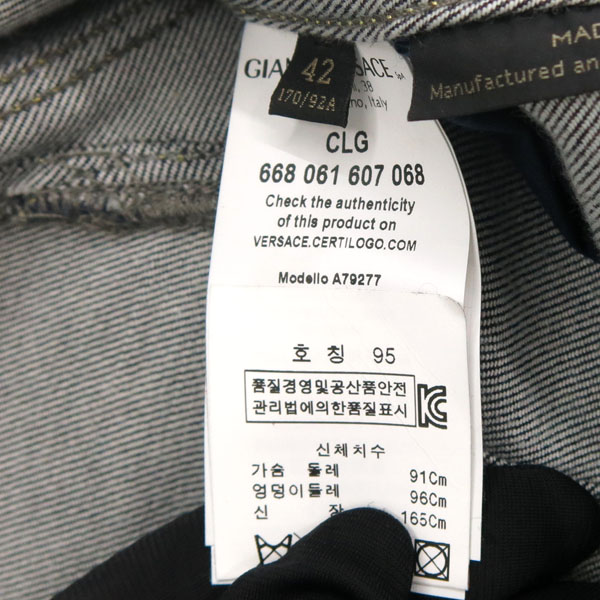 42
170/92A
MAD
Manufactured an
GIAN
SACE
38
no, Italy
CLG
668 061 607 068
Check the authenticity
of this product on
VERSACE.CERTILOGO.COM
Modello A79277
호 칭 95
품질경영및공산품안전
관리법에의한품질표시
신체치수
가슴 둘레 91Cm
엉덩이둘레 96Cm
신 장 165Cm